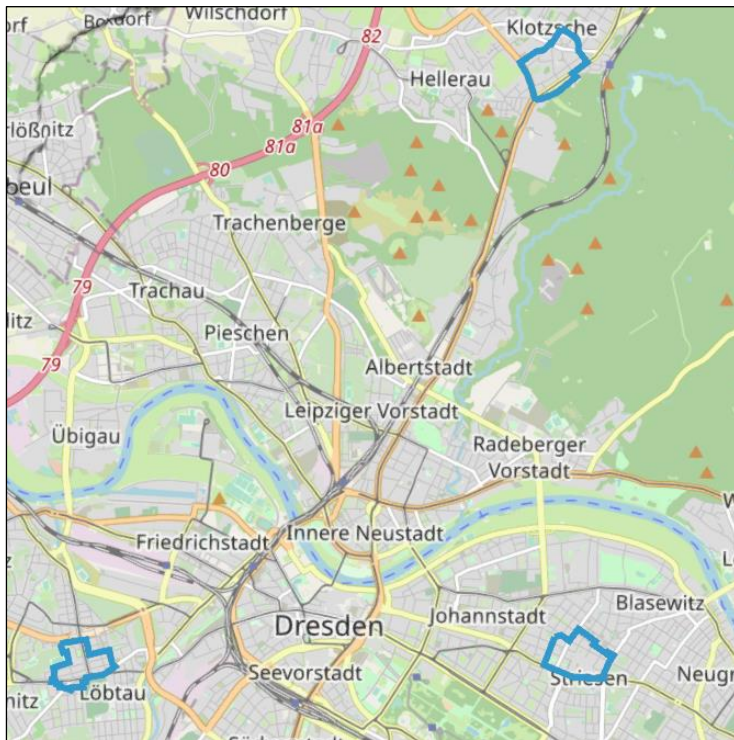 Boxdorf
Wilschdorf
Klotzsche
82
Hellerau
81a
81a
80
Trachenberge
79
Trachau
Pieschen
79
Albertstadt
Leipziger Vorstadt
Übigau
Radeberger
Vorstadt
Innere Neustadt
Friedrichstadt
Blasewitz
Johannstadt
Dresden
Seevorstadt
Striesen
Löbtau